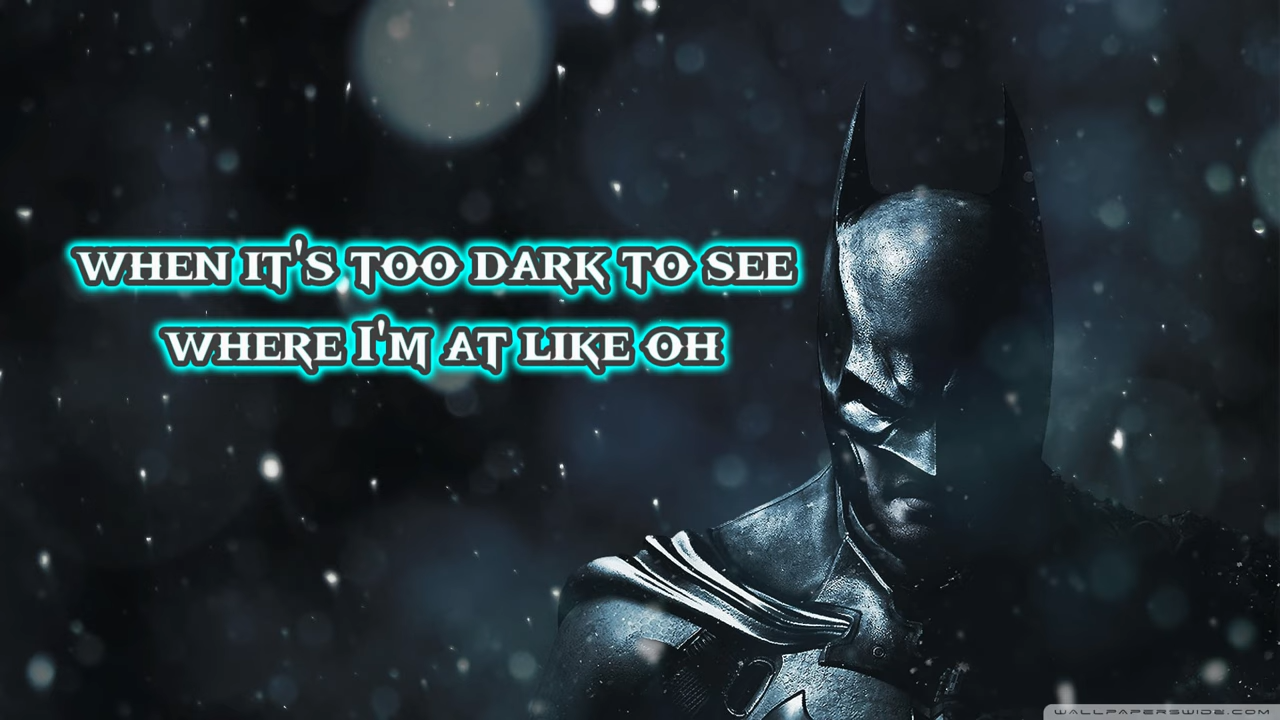 WHEN IT'S TOO DARK TO SEE
WHERE I'M AT LIKE OH
WALLPAPERSWIDE.COM